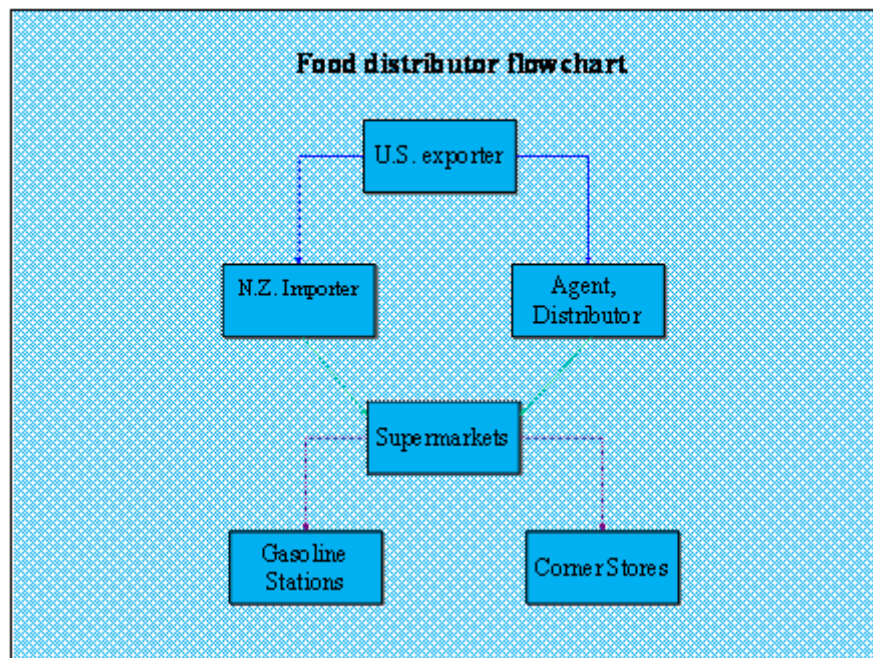 Food distributor flowchart
U.S. exporter
N.Z. Importer
Agent,
Distributor
Supermarkets
Gasoline
Stations
Corner Stores